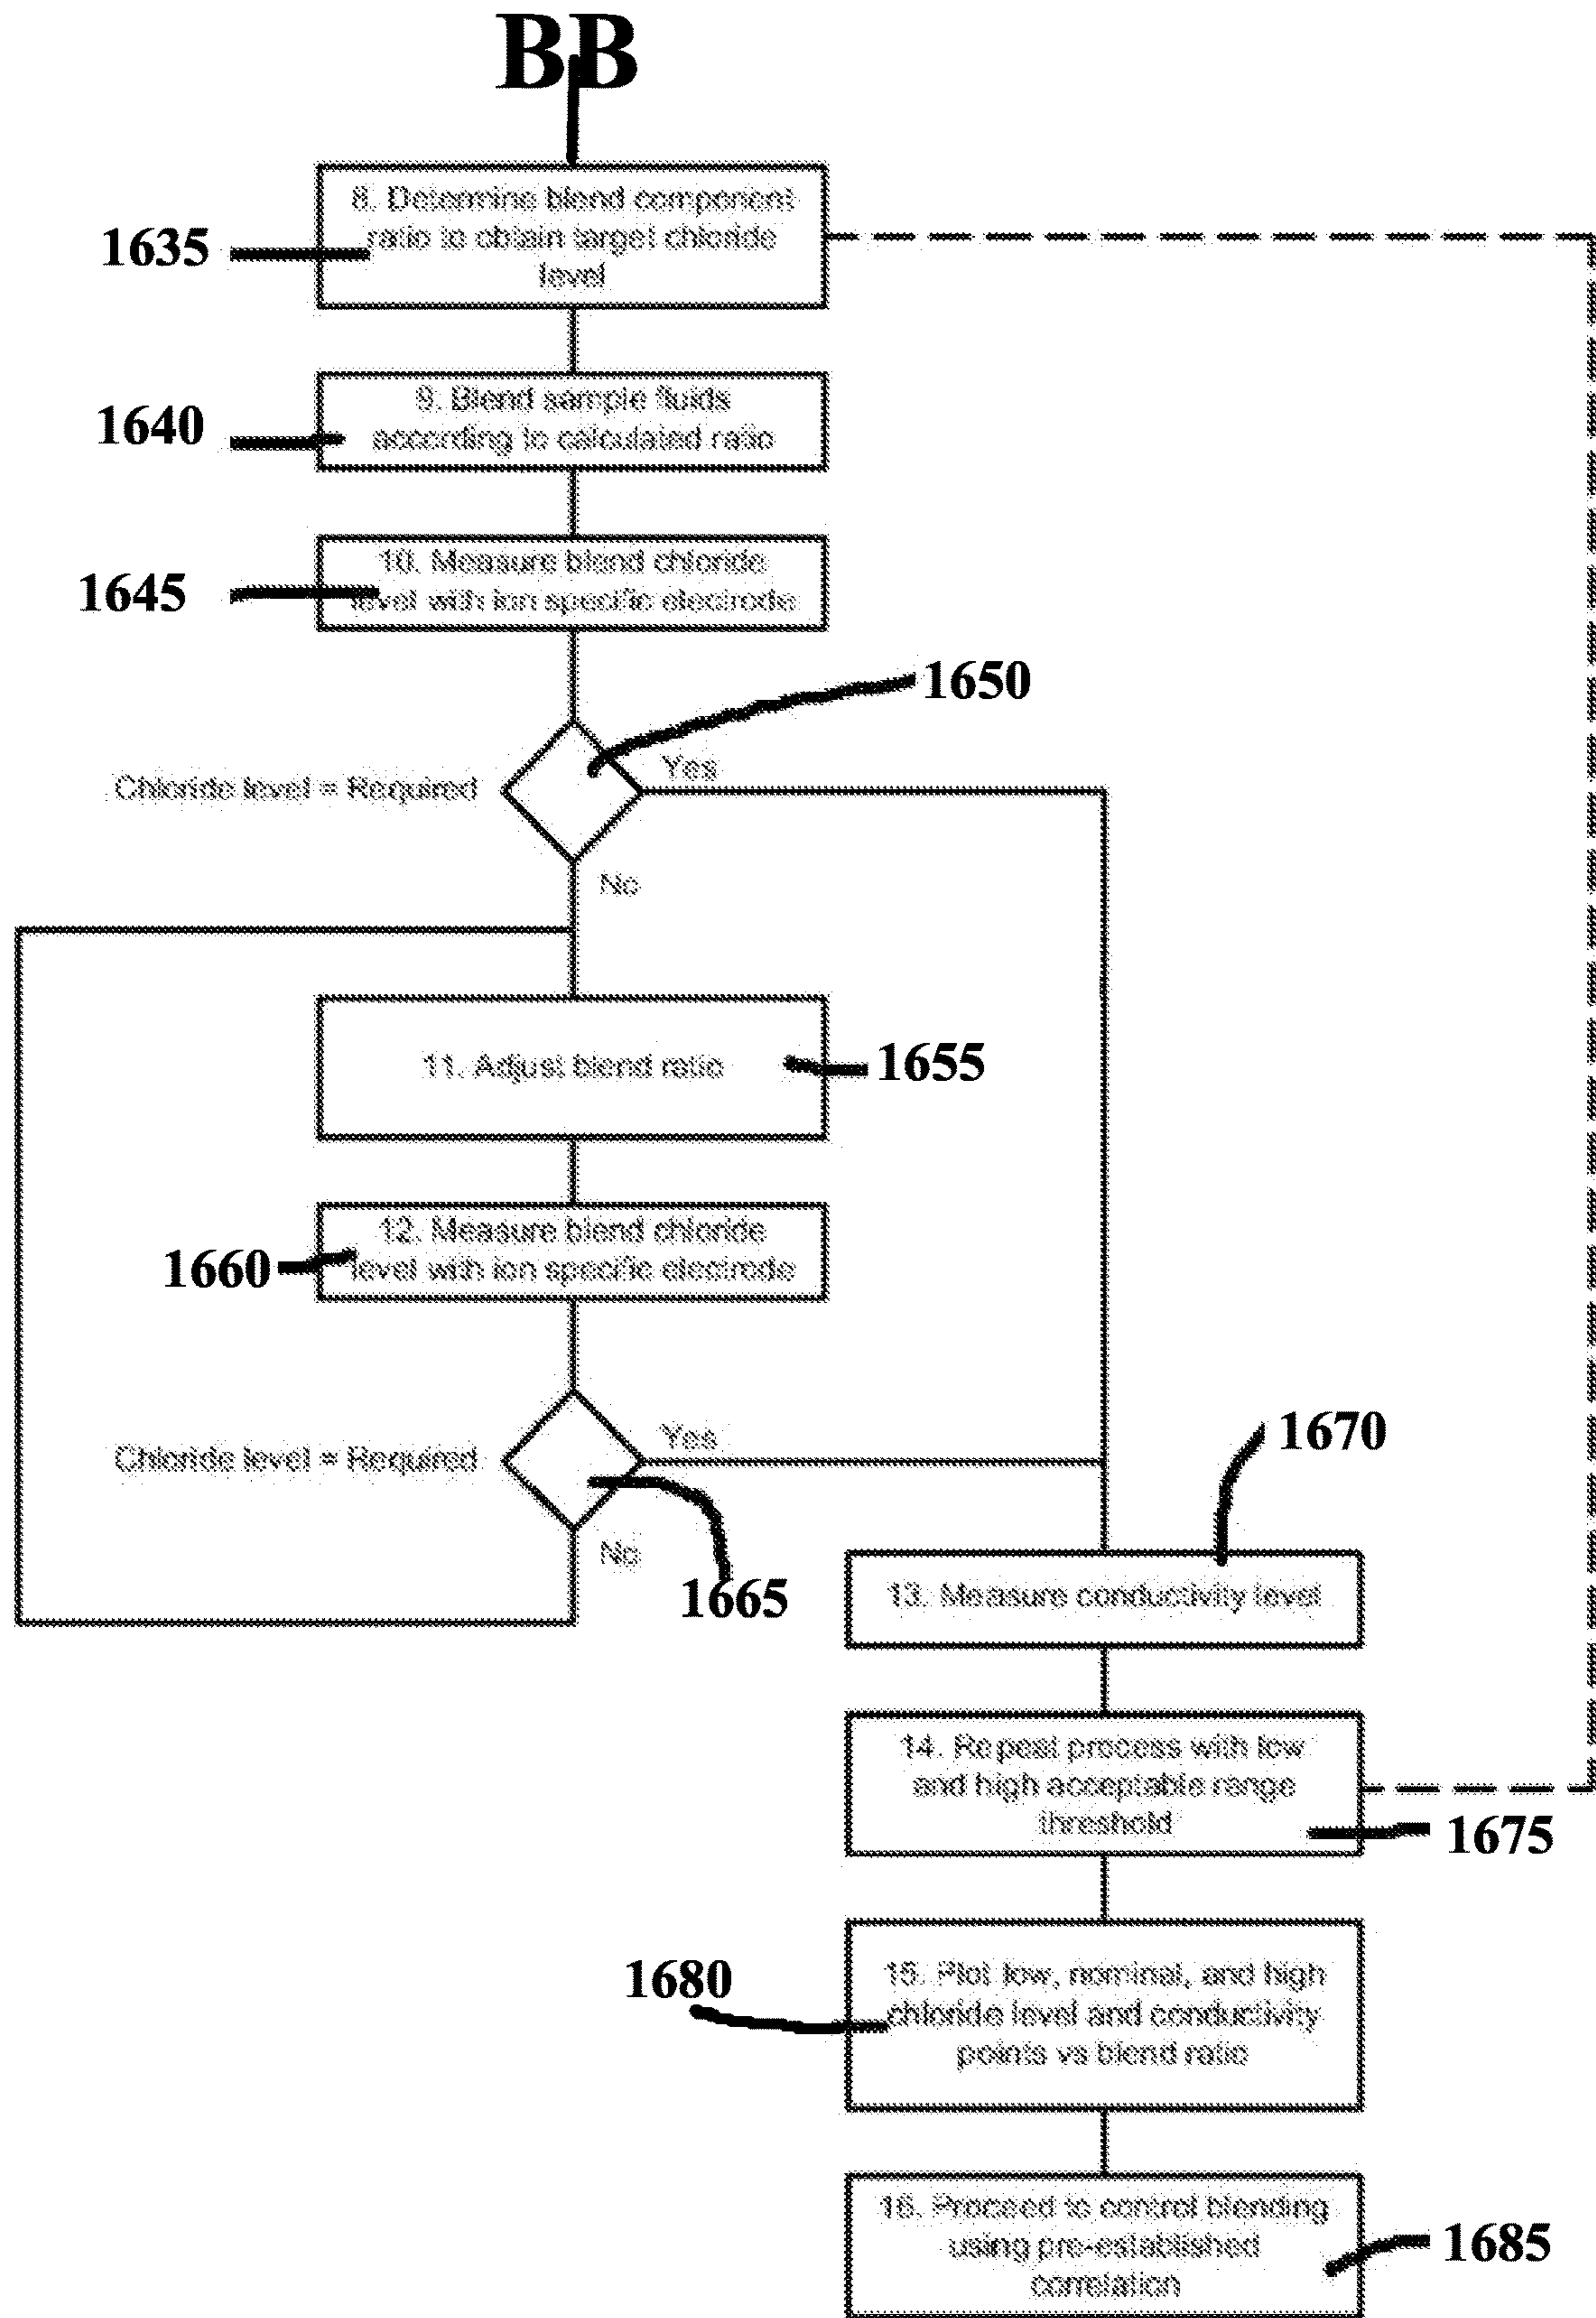 BB
8. Determine blend component
ratio to obtain target chloride
level
1635
9. Blend sample fluids
according to calculated ratio
1640
10. Measure blend chloride
level with ion specific electrode
1645
1650
Chloride level = Required
Yes
No
11. Adjust blend ratio
1655
12. Measure blend chloride
level with ion specific electrode
1660
Chloride level = Required
Yes
No
1665
1670
13. Measure conductivity level
14. Repeat process with low
and high acceptable range
threshold
1675
1680
15. Plot low, nominal, and high
chloride level and conductivity
points vs blend ratio
16. Proceed to control blending
using pre-established
correlation
1685